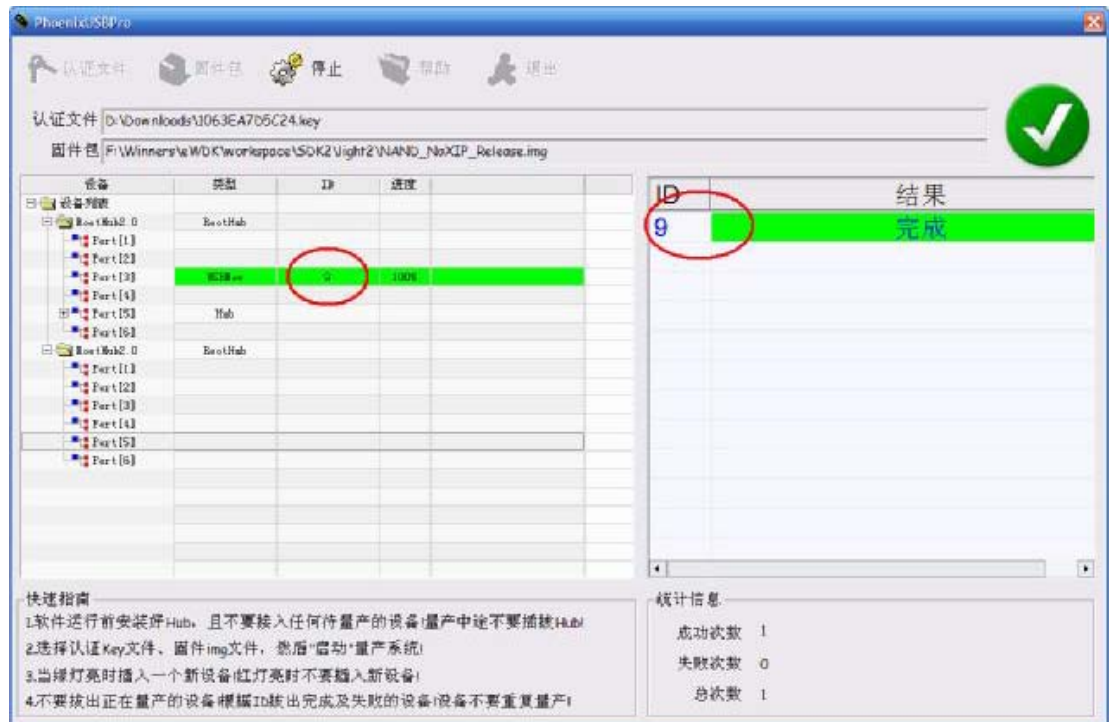 PhoenixUSBPro
认证文件 固件包 停止 帮助 退出
认证文件 D:\Downloads\1063EA7D5C24.key
固件包 F:\Winners\eWDK\workspace\SDK2\light2\NAND_NoXIP_Release.img
设备 类型 ID 进度
设备列表
RootHub2.0 RootHub
Port[1]
Port[2]
Port[3] 100%
Port[4]
Port[5] Hub
Port[6]
RootHub2.0 RootHub
Port[1]
Port[2]
Port[3]
Port[4]
Port[5]
Port[6]
ID 结果
9 完成
快速指南
1.软件运行前安装好Hub，且不要接入任何待量产的设备!量产中途不要插拔Hub!
2.选择认证Key文件、固件img文件，然后"启动"量产系统!
3.当绿灯亮时插入一个新设备!红灯亮时不要插入新设备!
4.不要拔出正在量产的设备!根据ID拔出完成及失败的设备!设备不要重复量产!
统计信息
成功次数 1
失败次数 0
总次数 1